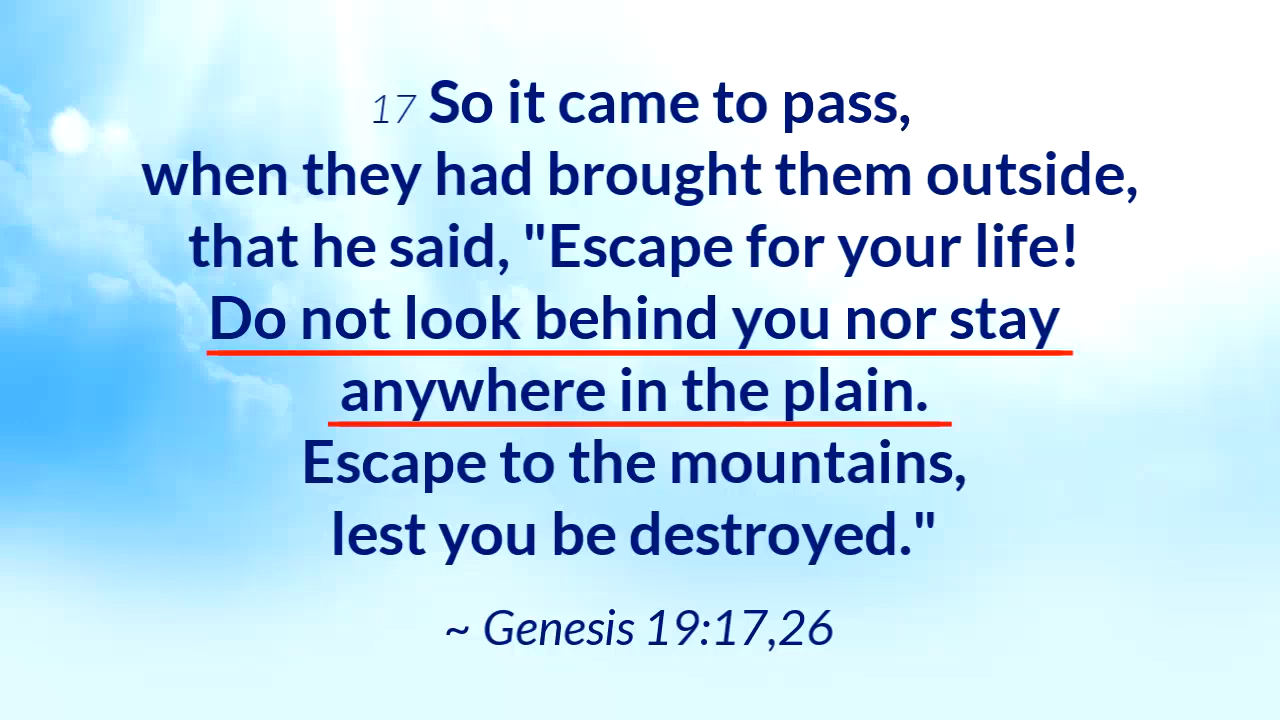 17 So it came to pass,
when they had brought them outside,
that he said, "Escape for your life!
Do not look behind you nor stay
anywhere in the plain.
Escape to the mountains,
lest you be destroyed."
~ Genesis 19:17,26